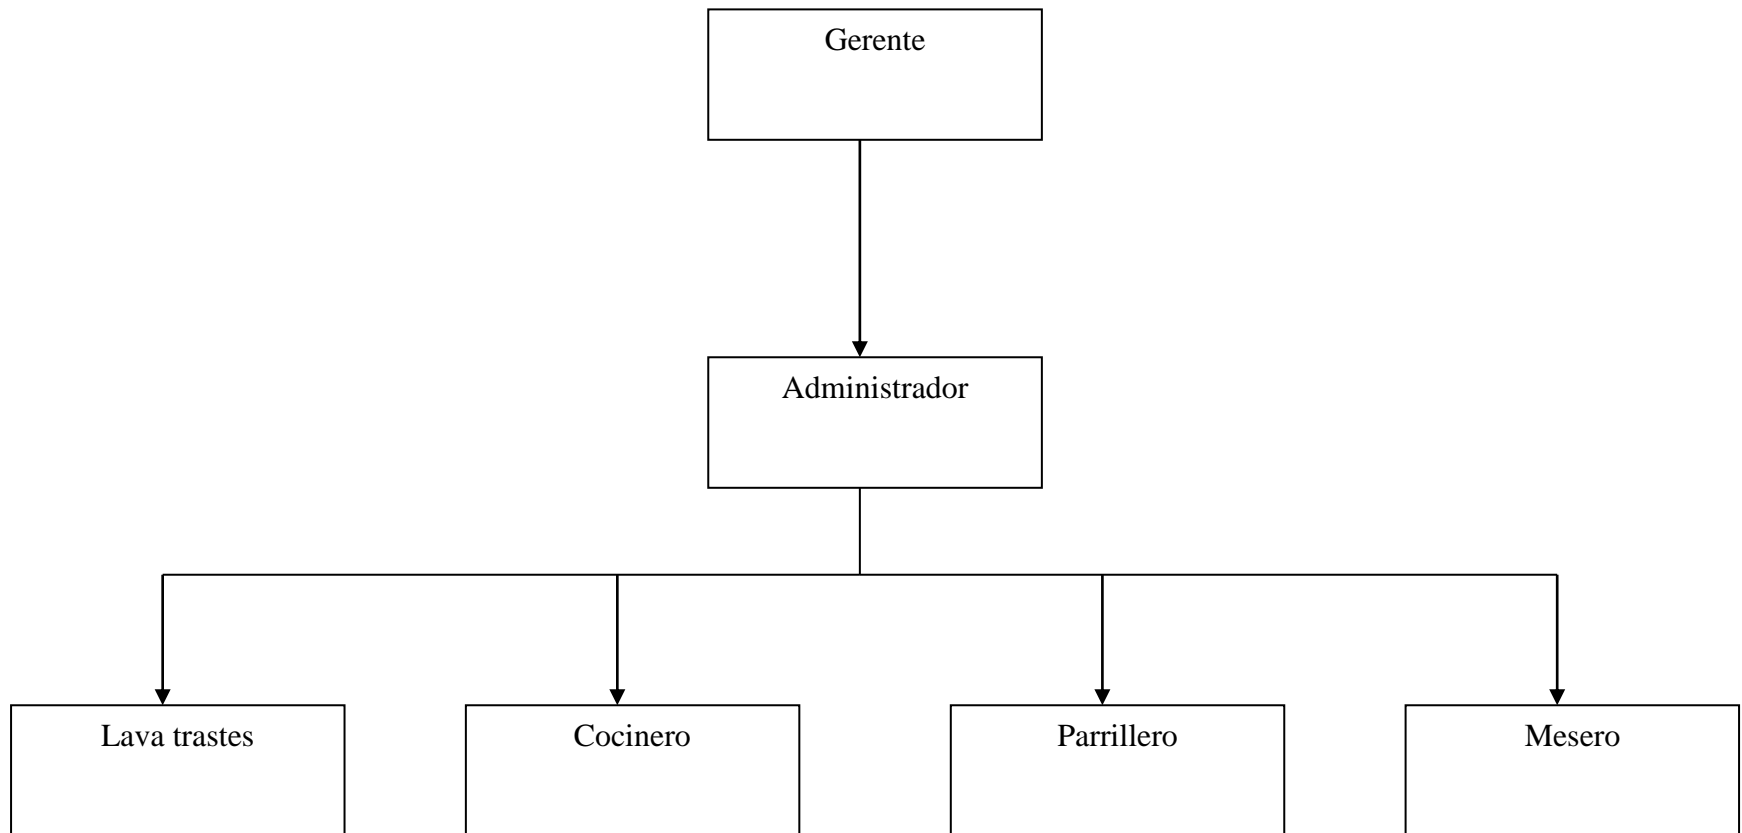 Gerente
Administrador
Lava trastes
Cocinero
Parrillero
Mesero